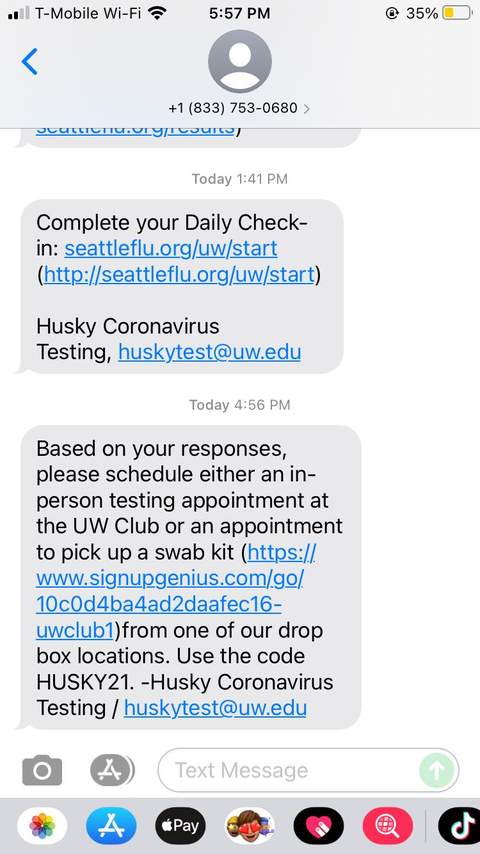 T-Mobile Wi-Fi 5:57 PM 35%
+1 (833) 753-0680
seattleflu.org/results)
Today 1:41 PM
Complete your Daily Check-
in: seattleflu.org/uw/start
(http://seattleflu.org/uw/start)
Husky Coronavirus
Testing, huskytest@uw.edu
Today 4:56 PM
Based on your responses,
please schedule either an in-
person testing appointment at
the UW Club or an appointment
to pick up a swab kit (https://
www.signupgenius.com/go/
10c0d4ba4ad2daafec16-
uwclub1)from one of our drop
box locations. Use the code
HUSKY21. -Husky Coronavirus
Testing / huskytest@uw.edu
Text Message
Pay